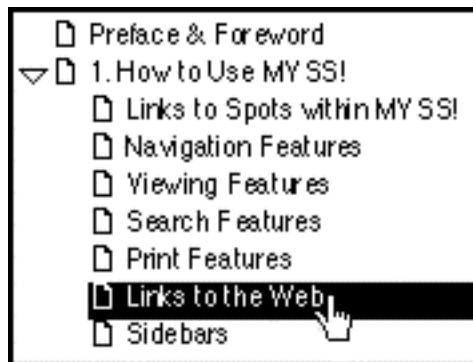 Preface & Foreword
1. How to Use MY SS!
Links to Spots within MY SS!
Navigation Features
Viewing Features
Search Features
Print Features
Links to the Web
Sidebars